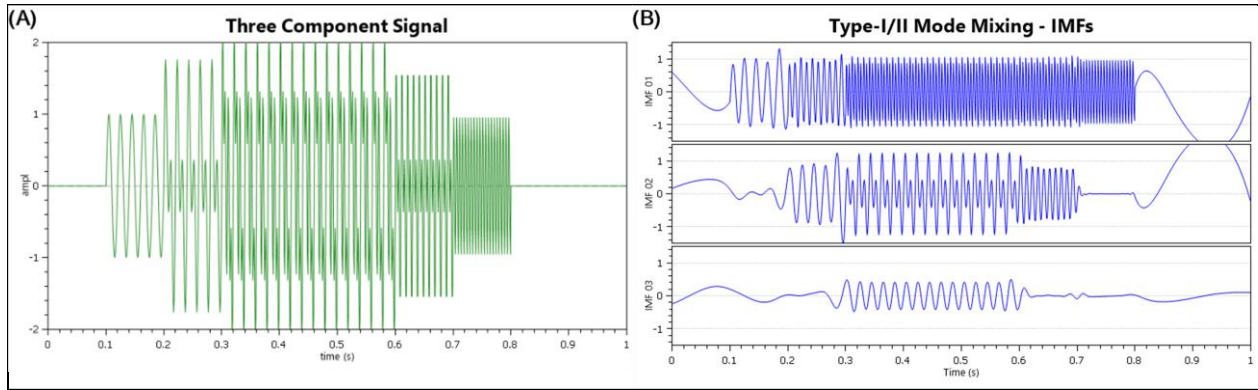 (A)
Three Component Signal
2
1
0
-1
-2
ampl
0 0.1 0.2 0.3 0.4 0.5 0.6 0.7 0.8 0.9 1
time (s)
(B)
Type-I/II Mode Mixing - IMFs
1
0
-1
IMF 01
1
0
-1
IMF 02
1
0
-1
IMF 03
0 0.1 0.2 0.3 0.4 0.5 0.6 0.7 0.8 0.9 1
Time (s)